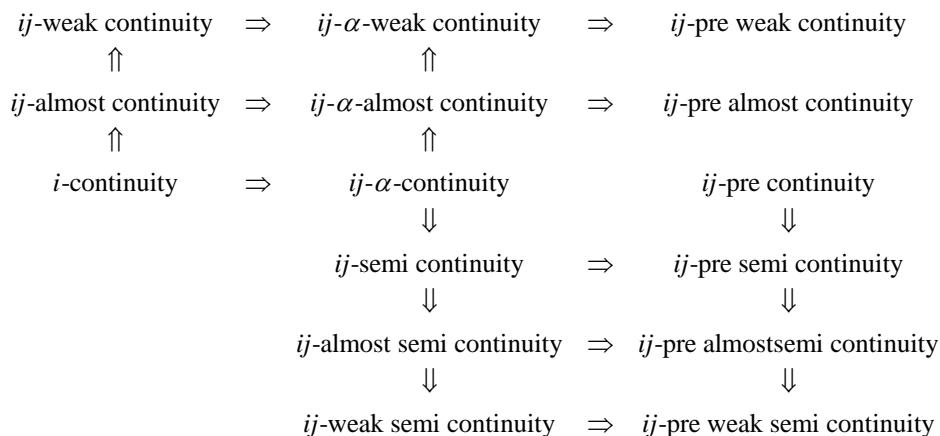 ij-weak continuity ⇒ ij-α-weak continuity ⇒ ij-pre weak continuity
⇑ ⇑
ij-almost continuity ⇒ ij-α-almost continuity ⇒ ij-pre almost continuity
⇑ ⇑
i-continuity ⇒ ij-α-continuity ij-pre continuity
⇓ ⇓
ij-semi continuity ⇒ ij-pre semi continuity
⇓ ⇓
ij-almost semi continuity ⇒ ij-pre almostsemi continuity
⇓ ⇓
ij-weak semi continuity ⇒ ij-pre weak semi continuity